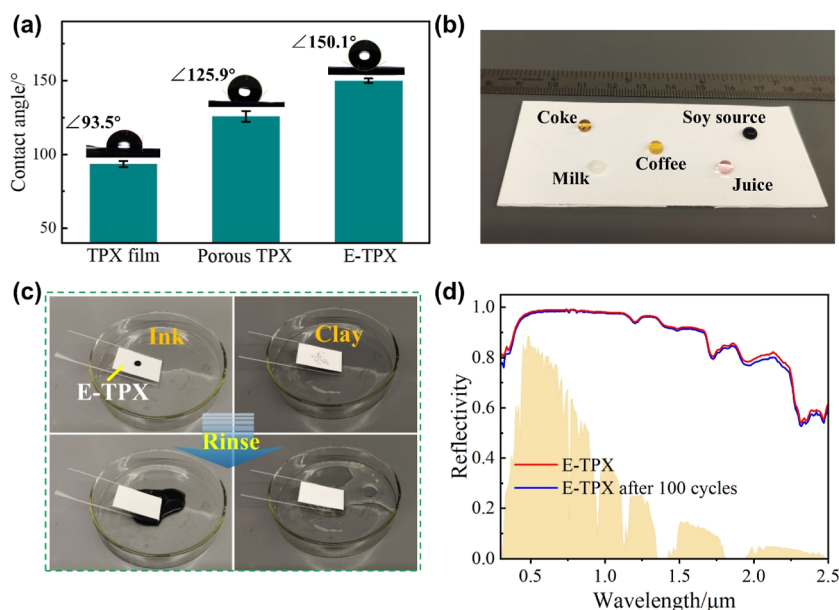 (a)
Contact angle/°
150
100
50
∠93.5°
∠125.9°
∠150.1°
TPX film
Porous TPX
E-TPX
(b)
Coke
Soy source
Coffee
Milk
Juice
(c)
Ink
Clay
E-TPX
Rinse
(d)
Reflectivity
1.0
0.8
0.6
0.4
0.2
0.0
E-TPX
E-TPX after 100 cycles
0.5
1.0
1.5
2.0
2.5
Wavelength/μm